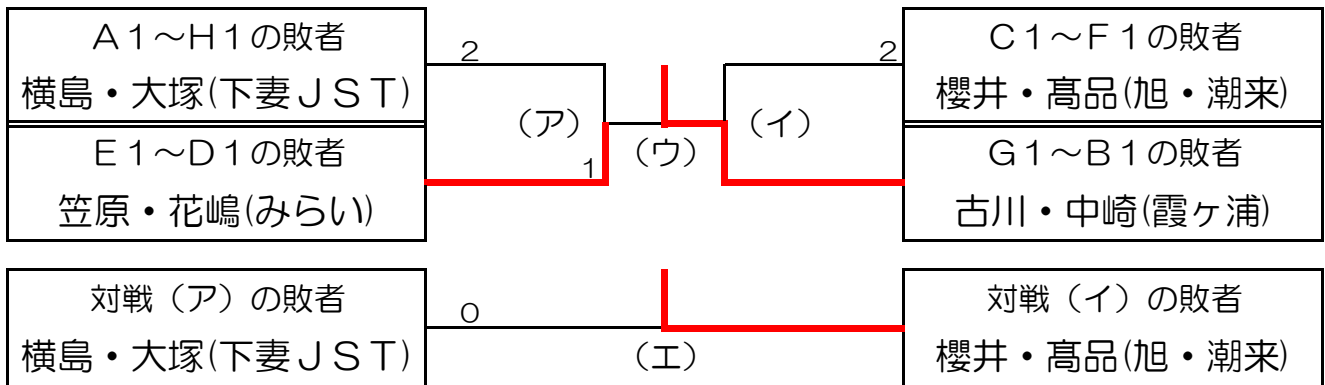 A1～H1の敗者
横島・大塚(下妻JST)
E1～D1の敗者
笠原・花嶋(みらい)
2
(ア)
1
(ウ)
2
(イ)
C1～F1の敗者
櫻井・髙品(旭・潮来)
G1～B1の敗者
古川・中崎(霞ヶ浦)
対戦(ア)の敗者
横島・大塚(下妻JST)
0
(エ)
対戦(イ)の敗者
櫻井・髙品(旭・潮来)